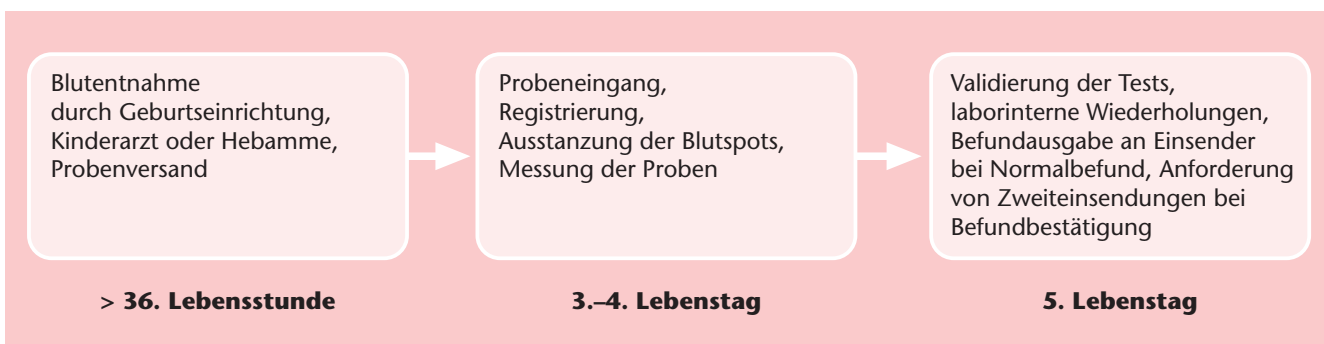 Blutentnahme
durch Geburtseinrichtung,
Kinderarzt oder Hebamme,
Probenversand
> 36. Lebensstunde
Probeneingang,
Registrierung,
Ausstanzung der Blutspots,
Messung der Proben
3.–4. Lebenstag
Validierung der Tests,
laborinterne Wiederholungen,
Befundausgabe an Einsender
bei Normalbefund, Anforderung
von Zweiteinsendungen bei
Befundbestätigung
5. Lebenstag